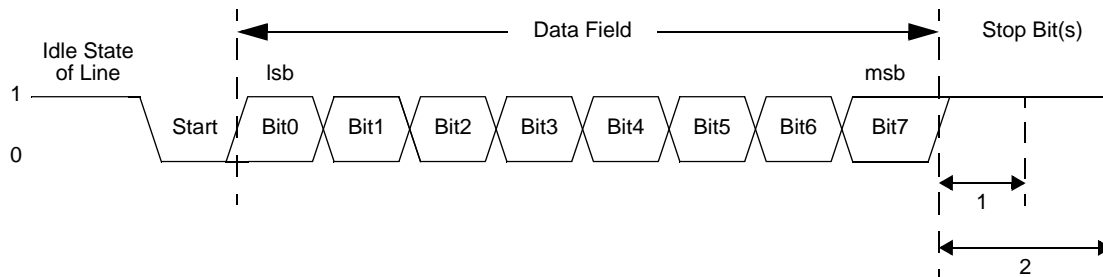 Data Field
Stop Bit(s)
Idle State
of Line
lsb
msb
1
Start
Bit0
Bit1
Bit2
Bit3
Bit4
Bit5
Bit6
Bit7
0
1
2